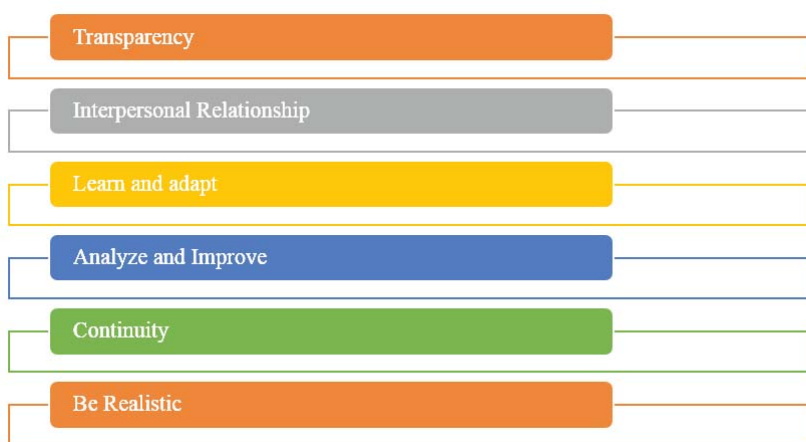 Transparency
Interpersonal Relationship
Learn and adapt
Analyze and Improve
Continuity
Be Realistic